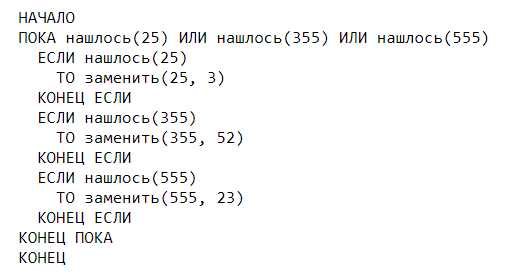 НАЧАЛО
ПОКА нашлось(25) ИЛИ нашлось(355) ИЛИ нашлось(555)
ЕСЛИ нашлось(25)
ТО заменить(25, 3)
КОНЕЦ ЕСЛИ
ЕСЛИ нашлось(355)
ТО заменить(355, 52)
КОНЕЦ ЕСЛИ
ЕСЛИ нашлось(555)
ТО заменить(555, 23)
КОНЕЦ ЕСЛИ
КОНЕЦ ПОКА
КОНЕЦ